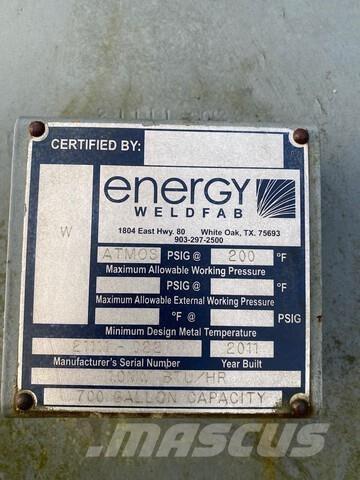 CERTIFIED BY:
energy
WELDFAB
1804 East Hwy. 80 White Oak, TX. 75693
903-297-2500
W
ATMOS PSIG @ 200 °F
Maximum Allowable Working Pressure
PSIG @ °F
Maximum Allowable External Working Pressure
°F @ PSIG
Minimum Design Metal Temperature
2011
Manufacturer's Serial Number Year Built
BTU/HR
700 GALLON CAPACITY
MASCUS